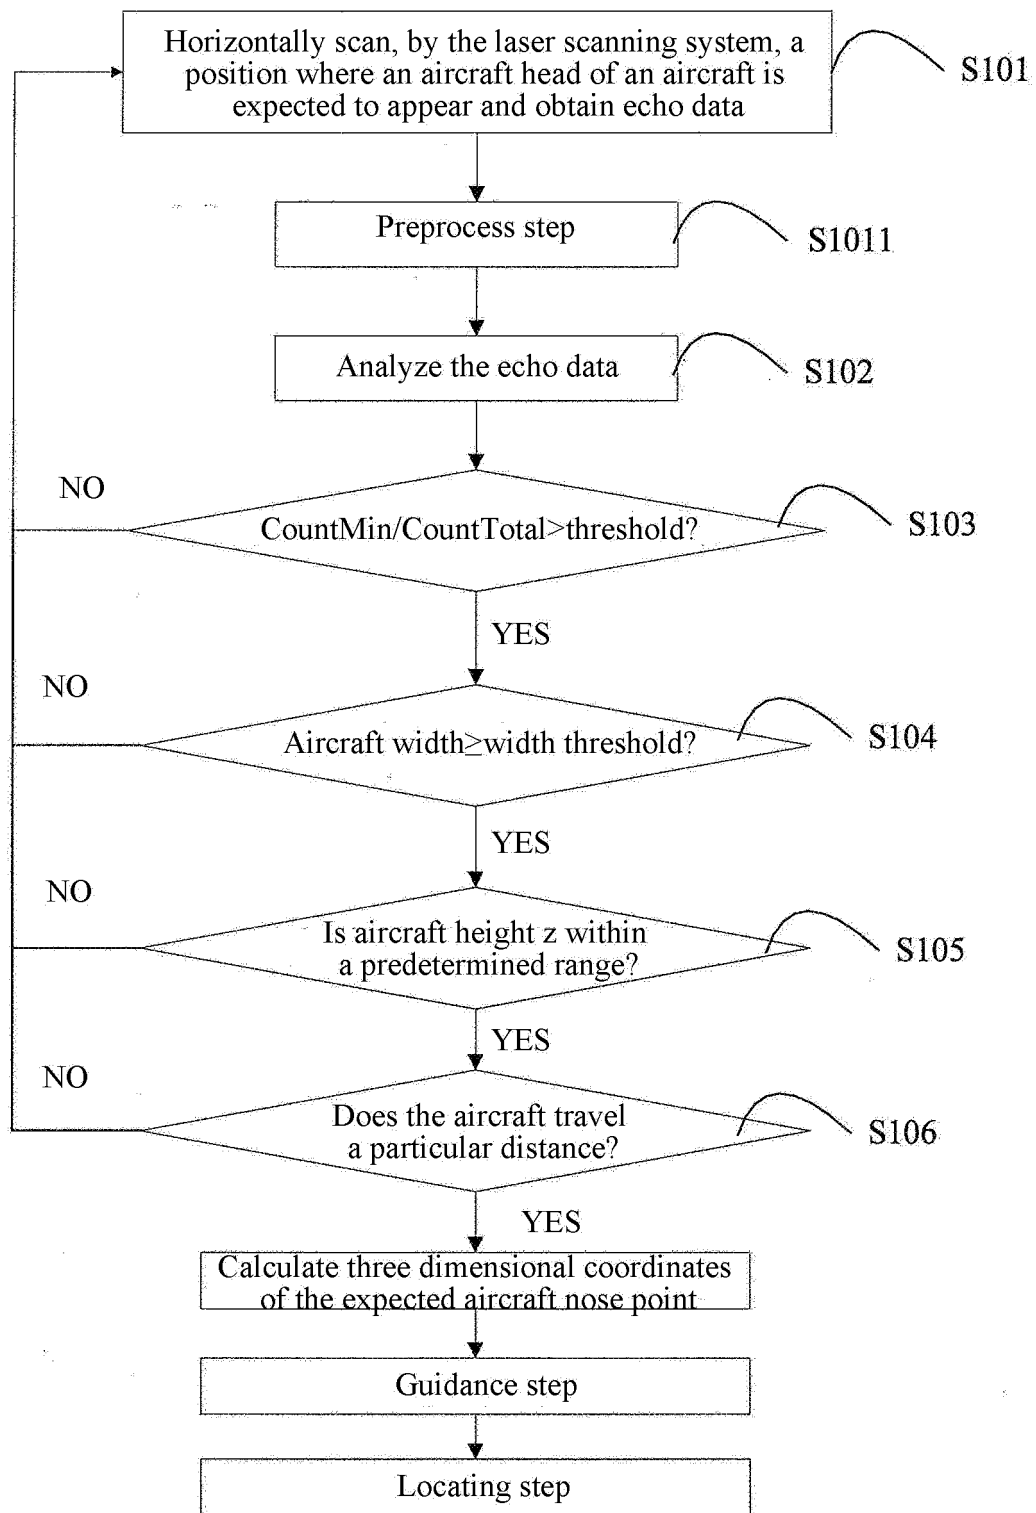 Horizontally scan, by the laser scanning system, a
position where an aircraft head of an aircraft is
expected to appear and obtain echo data
S101
Preprocess step
S1011
Analyze the echo data
S102
NO
CountMin/CountTotal>threshold?
S103
YES
NO
Aircraft width≥width threshold?
S104
YES
NO
Is aircraft height z within
a predetermined range?
S105
YES
NO
Does the aircraft travel
a particular distance?
S106
YES
Calculate three dimensional coordinates
of the expected aircraft nose point
Guidance step
Locating step